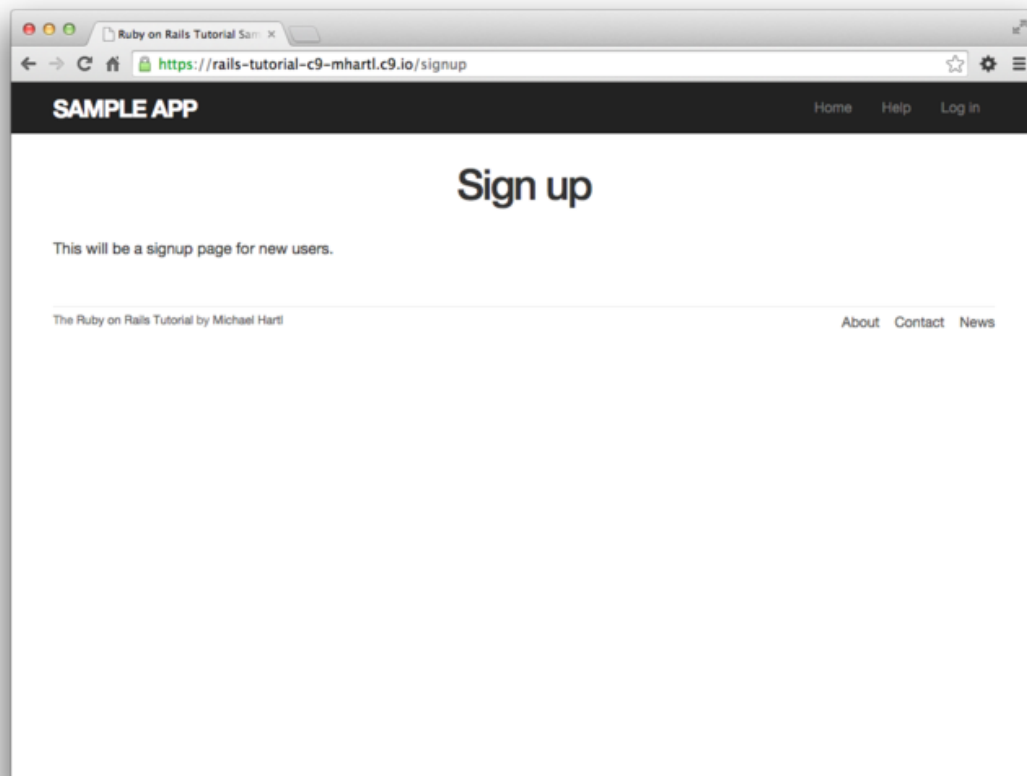 Ruby on Rails Tutorial Sam
https://rails-tutorial-c9-mhartl.c9.io/signup
SAMPLE APP Home Help Log in
Sign up
This will be a signup page for new users.
The Ruby on Rails Tutorial by Michael Hartl About Contact News